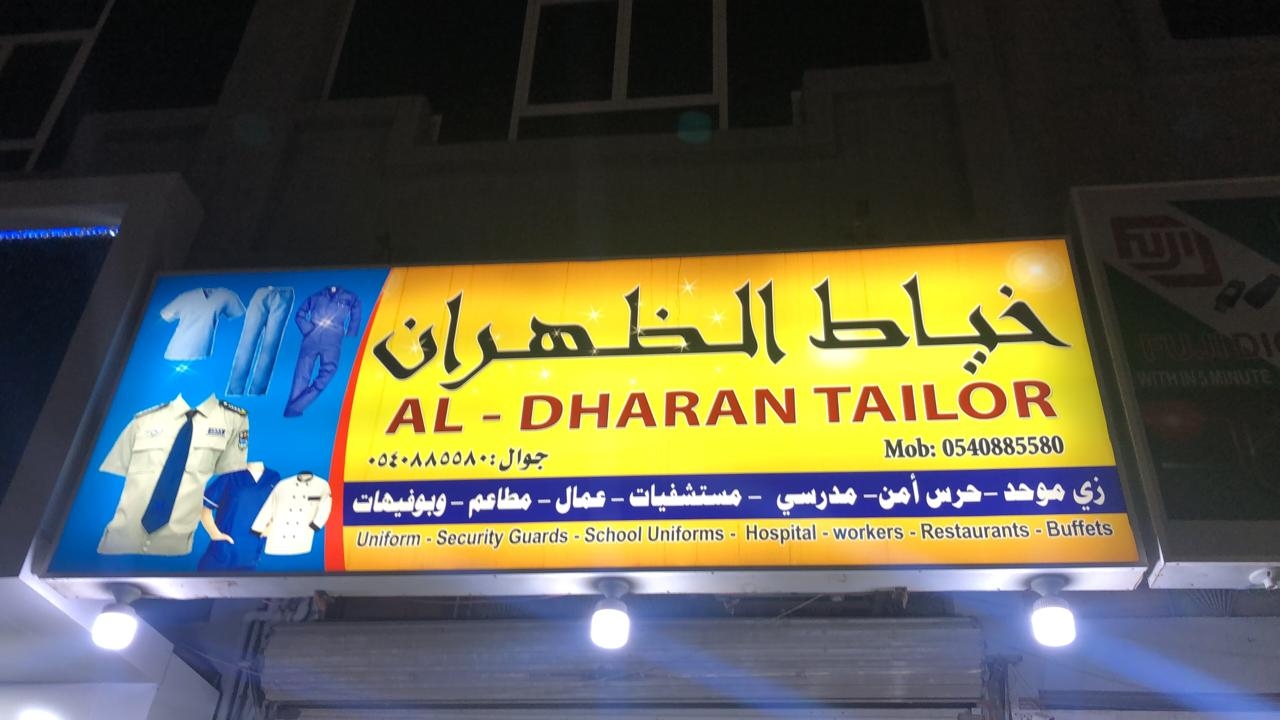 خياط الظهران
AL - DHARAN TAILOR
جوال: ٠٥٤٠٨٨٥٥٨٠
Mob: 0540885580
زي موحد - حرس أمن - مدرسي - مستشفيات - عمال - مطاعم - وبوفيهات
Uniform - Security Guards - School Uniforms - Hospital - workers - Restaurants - Buffets
FUJI
WITH IN 5 MINUTE